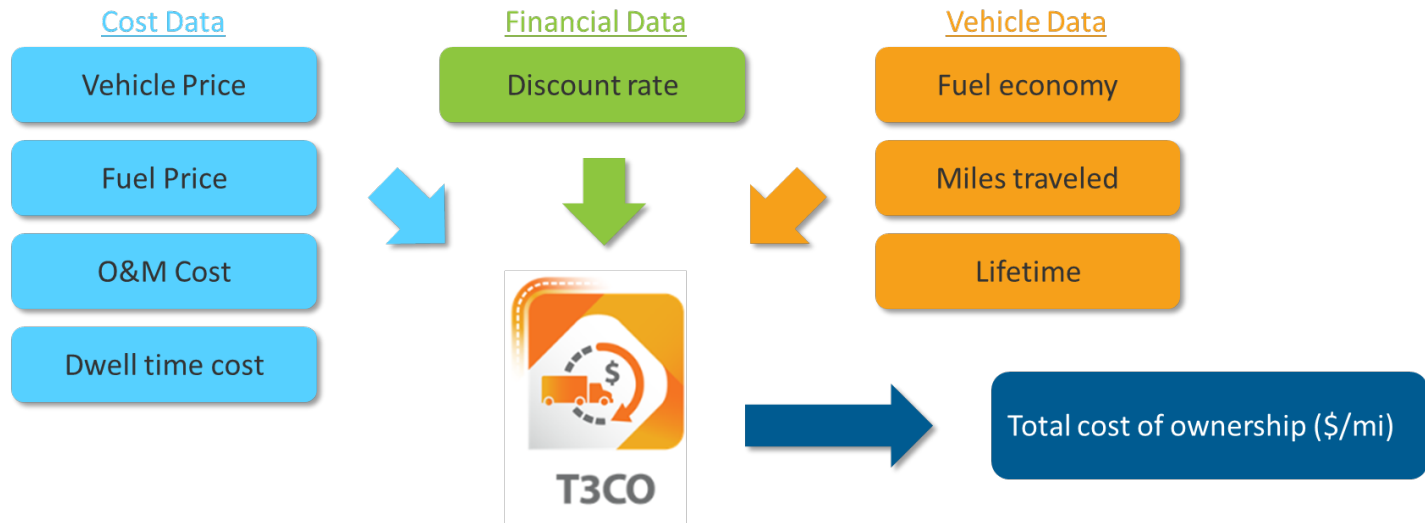 Cost Data
Vehicle Price
Fuel Price
O&M Cost
Dwell time cost
Financial Data
Discount rate
Vehicle Data
Fuel economy
Miles traveled
Lifetime
$
T3CO
Total cost of ownership ($/mi)